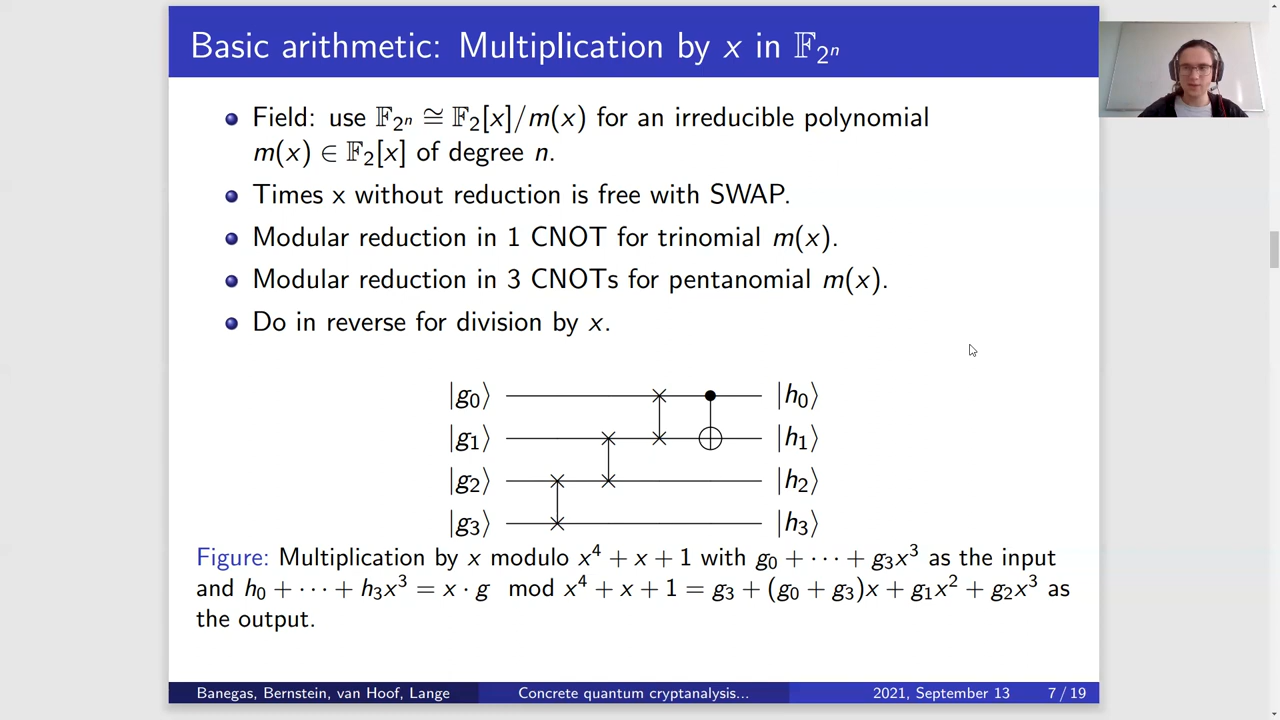 Basic arithmetic: Multiplication by x in 𝔽₂ⁿ
Field: use 𝔽₂ⁿ ≅ 𝔽₂[x]/m(x) for an irreducible polynomial
m(x) ∈ 𝔽₂[x] of degree n.
Times x without reduction is free with SWAP.
Modular reduction in 1 CNOT for trinomial m(x).
Modular reduction in 3 CNOTs for pentanomial m(x).
Do in reverse for division by x.
|g₀⟩ |h₀⟩
|g₁⟩ |h₁⟩
|g₂⟩ |h₂⟩
|g₃⟩ |h₃⟩
Figure: Multiplication by x modulo x⁴ + x + 1 with g₀ + ··· + g₃x³ as the input
and h₀ + ··· + h₃x³ = x · g mod x⁴ + x + 1 = g₃ + (g₀ + g₃)x + g₁x² + g₂x³ as
the output.
Banegas, Bernstein, van Hoof, Lange Concrete quantum cryptanalysis... 2021, September 13 7 / 19